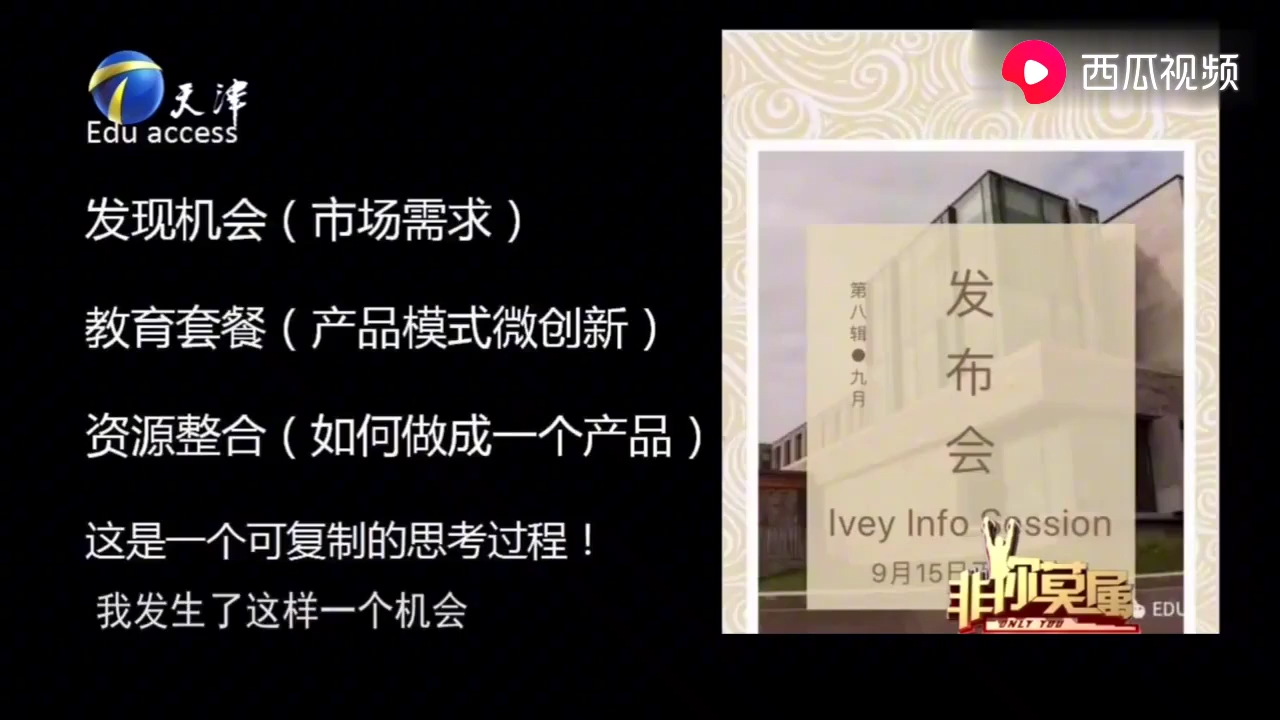 天津
西瓜视频
Edu access
发现机会（市场需求）
教育套餐（产品模式微创新）
资源整合（如何做成一个产品）
这是一个可复制的思考过程！
我发生了这样一个机会
第八辑●九月
发布会
Ivey Info Session
9月15日
非你莫属
ONLY YOU
EDU